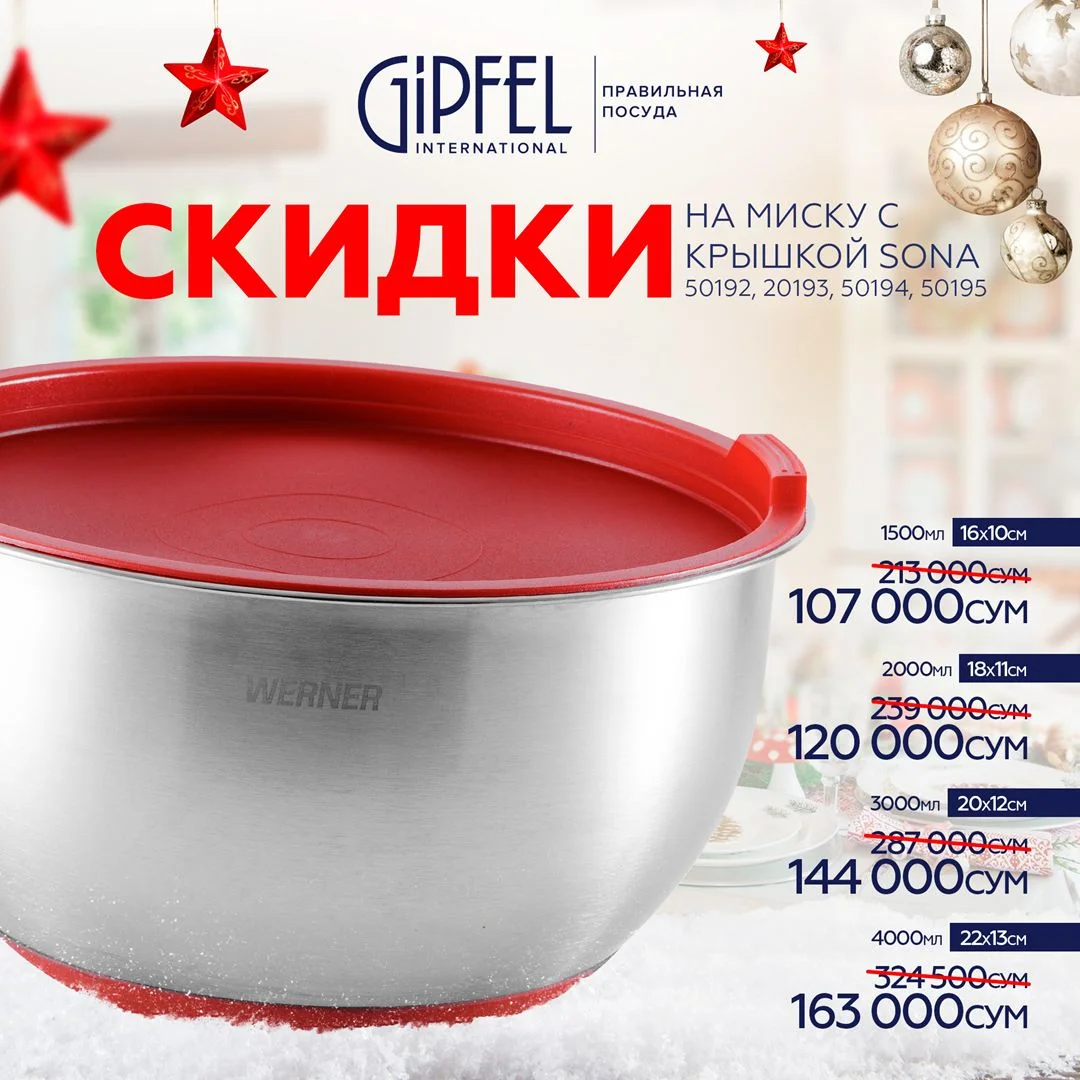 GiPFEL
INTERNATIONAL
ПРАВИЛЬНАЯ
ПОСУДА
СКИДКИ
НА МИСКУ С
КРЫШКОЙ SONA
50192, 20193, 50194, 50195
WERNER
1500мл 16x10см
213 000сум
107 000сум
2000мл 18x11см
239 000сум
120 000сум
3000мл 20x12см
287 000сум
144 000сум
4000мл 22x13см
324 500сум
163 000сум